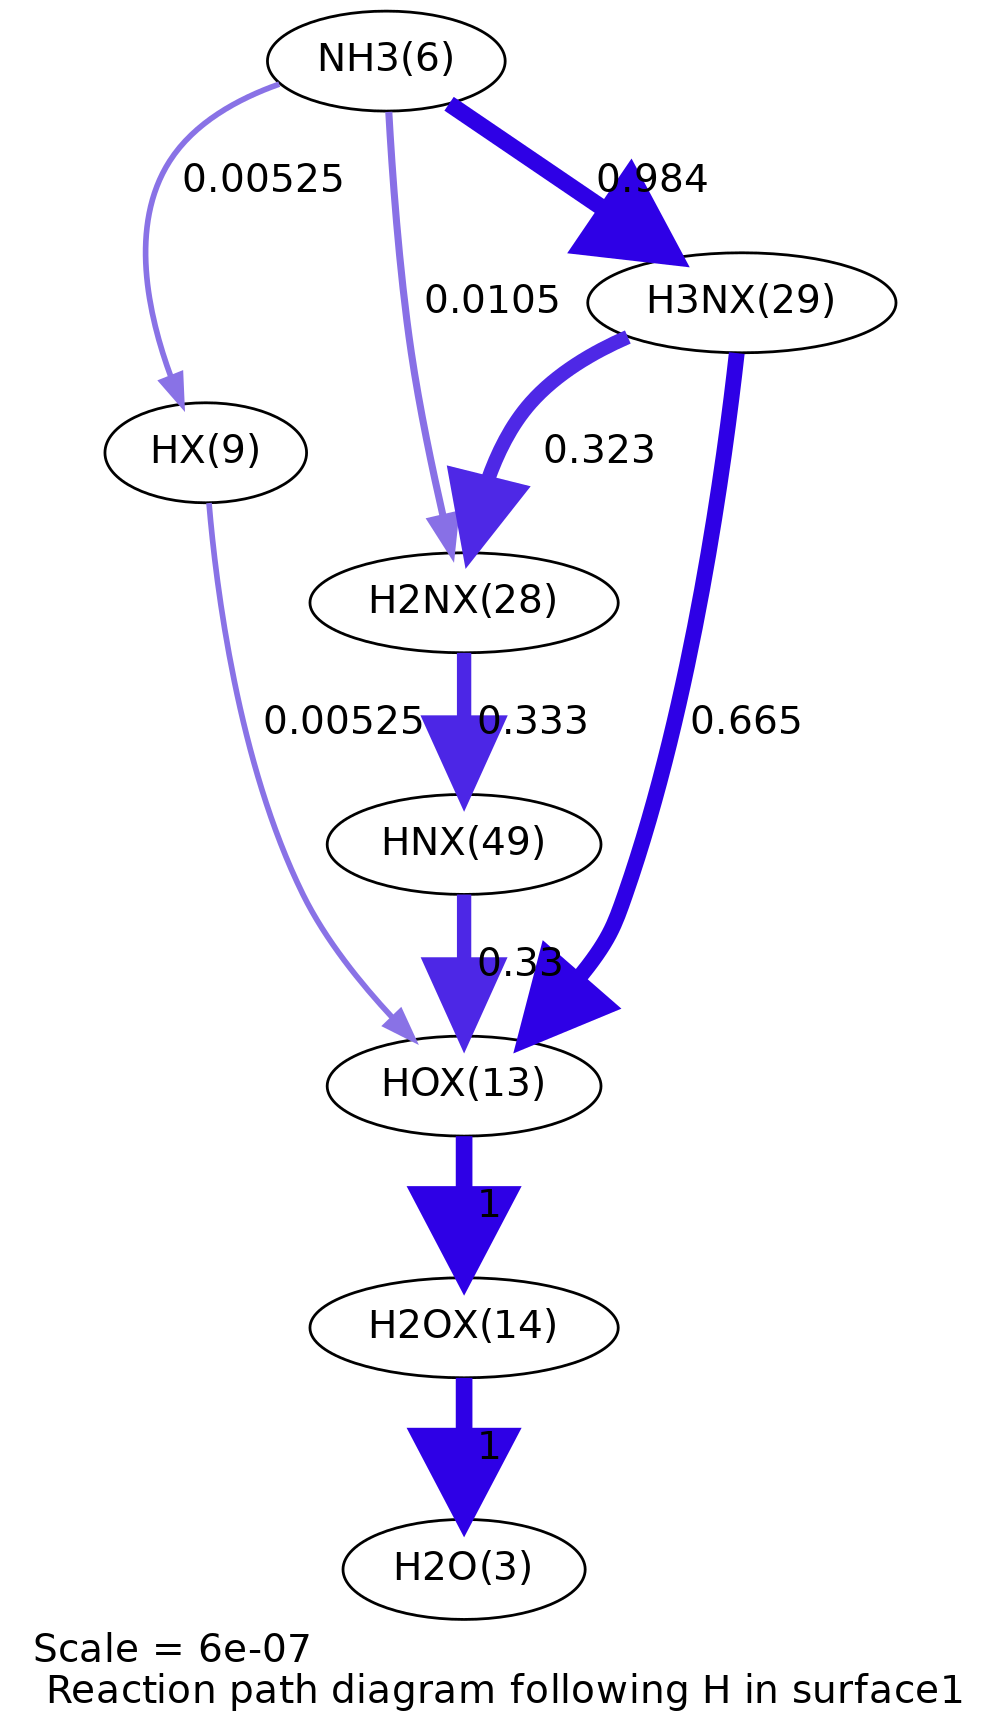 NH3(6)
0.00525
0.984
0.0105
H3NX(29)
HX(9)
0.323
H2NX(28)
0.00525
0.333
0.665
HNX(49)
0.33
HOX(13)
1
H2OX(14)
1
H2O(3)
Scale = 6e-07
Reaction path diagram following H in surface1